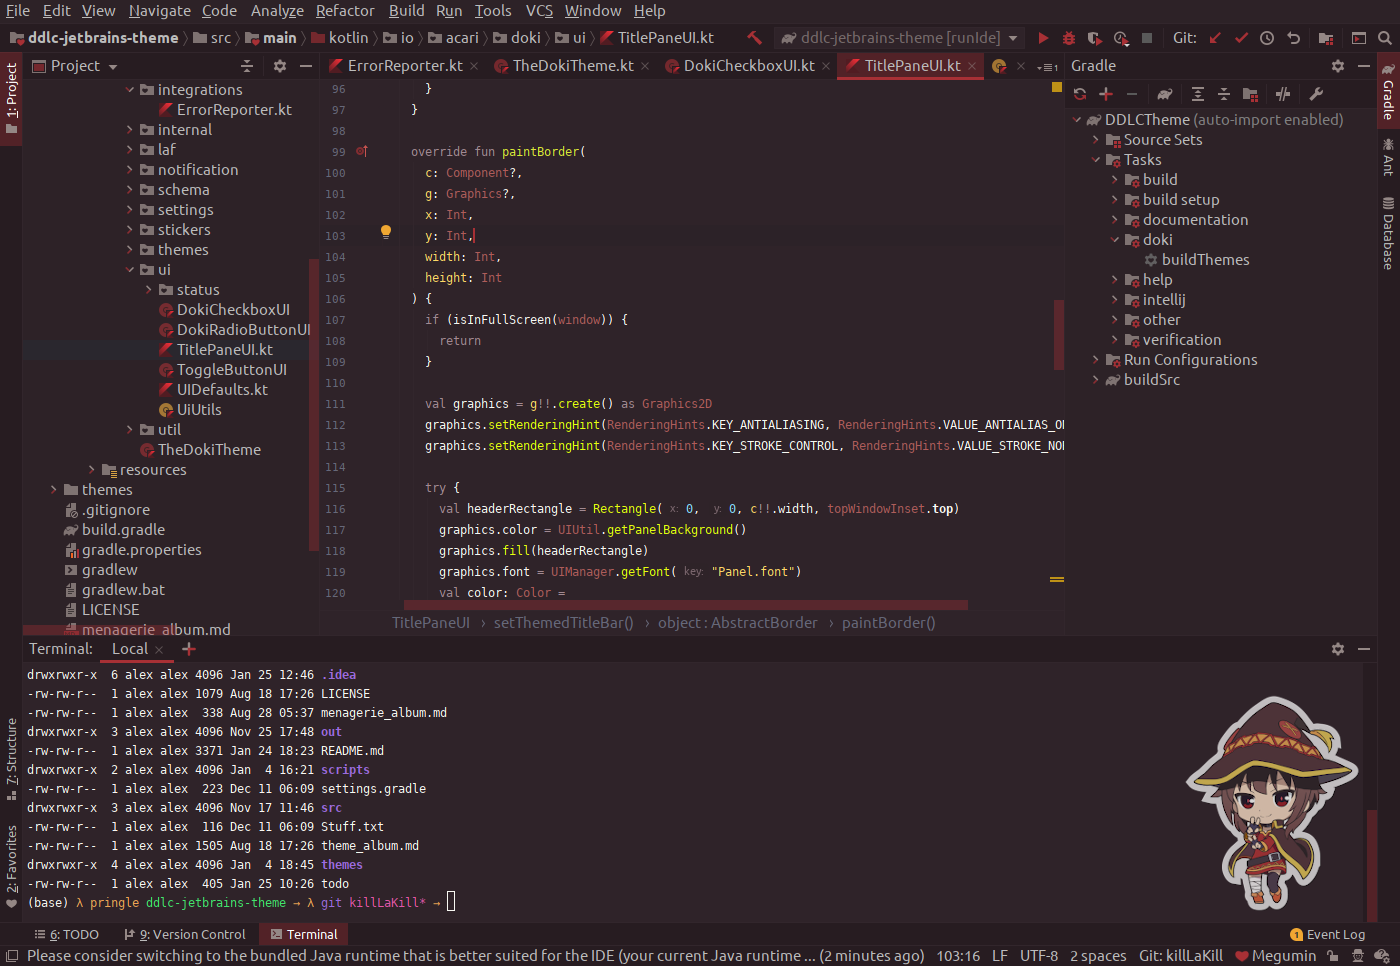 File Edit View Navigate Code Analyze Refactor Build Run Tools VCS Window Help
ddlc-jetbrains-theme src main kotlin io acari doki ui TitlePaneUI.kt ddlc-jetbrains-theme [runIde] Git:
1: Project
Project
integrations
ErrorReporter.kt
internal
laf
notification
schema
settings
stickers
themes
ui
status
DokiCheckboxUI
DokiRadioButtonUI
TitlePaneUI.kt
ToggleButtonUI
UIDefaults.kt
UiUtils
util
TheDokiTheme
resources
themes
.gitignore
build.gradle
gradle.properties
gradlew
gradlew.bat
LICENSE
menagerie_album.md
ErrorReporter.kt TheDokiTheme.kt DokiCheckboxUI.kt TitlePaneUI.kt 1
96 }
97 }
98
99 override fun paintBorder(
100 c: Component?,
101 g: Graphics?,
102 x: Int,
103 y: Int,
104 width: Int,
105 height: Int
106 ) {
107 if (isInFullScreen(window)) {
108 return
109 }
110
111 val graphics = g!!.create() as Graphics2D
112 graphics.setRenderingHint(RenderingHints.KEY_ANTIALIASING, RenderingHints.VALUE_ANTIALIAS_O
113 graphics.setRenderingHint(RenderingHints.KEY_STROKE_CONTROL, RenderingHints.VALUE_STROKE_NO
114
115 try {
116 val headerRectangle = Rectangle( x: 0, y: 0, c!!.width, topWindowInset.top)
117 graphics.color = UIUtil.getPanelBackground()
118 graphics.fill(headerRectangle)
119 graphics.font = UIManager.getFont( key: "Panel.font")
120 val color: Color =
TitlePaneUI › setThemedTitleBar() › object : AbstractBorder › paintBorder()
Gradle
DDLCTheme (auto-import enabled)
Source Sets
Tasks
build
build setup
documentation
doki
buildThemes
help
intellij
other
verification
Run Configurations
buildSrc
Gradle
Ant
Database
Terminal: Local
drwxrwxr-x 6 alex alex 4096 Jan 25 12:46 .idea
-rw-rw-r-- 1 alex alex 1079 Aug 18 17:26 LICENSE
-rw-rw-r-- 1 alex alex 338 Aug 28 05:37 menagerie_album.md
drwxrwxr-x 3 alex alex 4096 Nov 25 17:48 out
-rw-rw-r-- 1 alex alex 3371 Jan 24 18:23 README.md
drwxrwxr-x 2 alex alex 4096 Jan 4 16:21 scripts
-rw-rw-r-- 1 alex alex 223 Dec 11 06:09 settings.gradle
drwxrwxr-x 3 alex alex 4096 Nov 17 11:46 src
-rw-rw-r-- 1 alex alex 116 Dec 11 06:09 Stuff.txt
-rw-rw-r-- 1 alex alex 1505 Aug 18 17:26 theme_album.md
drwxrwxr-x 4 alex alex 4096 Jan 4 18:45 themes
-rw-rw-r-- 1 alex alex 405 Jan 25 10:26 todo
(base) λ pringle ddlc-jetbrains-theme → λ git killLaKill* →
7: Structure
2: Favorites
6: TODO 9: Version Control Terminal 1 Event Log
Please consider switching to the bundled Java runtime that is better suited for the IDE (your current Java runtime ... (2 minutes ago) 103:16 LF UTF-8 2 spaces Git: killLaKill Megumin